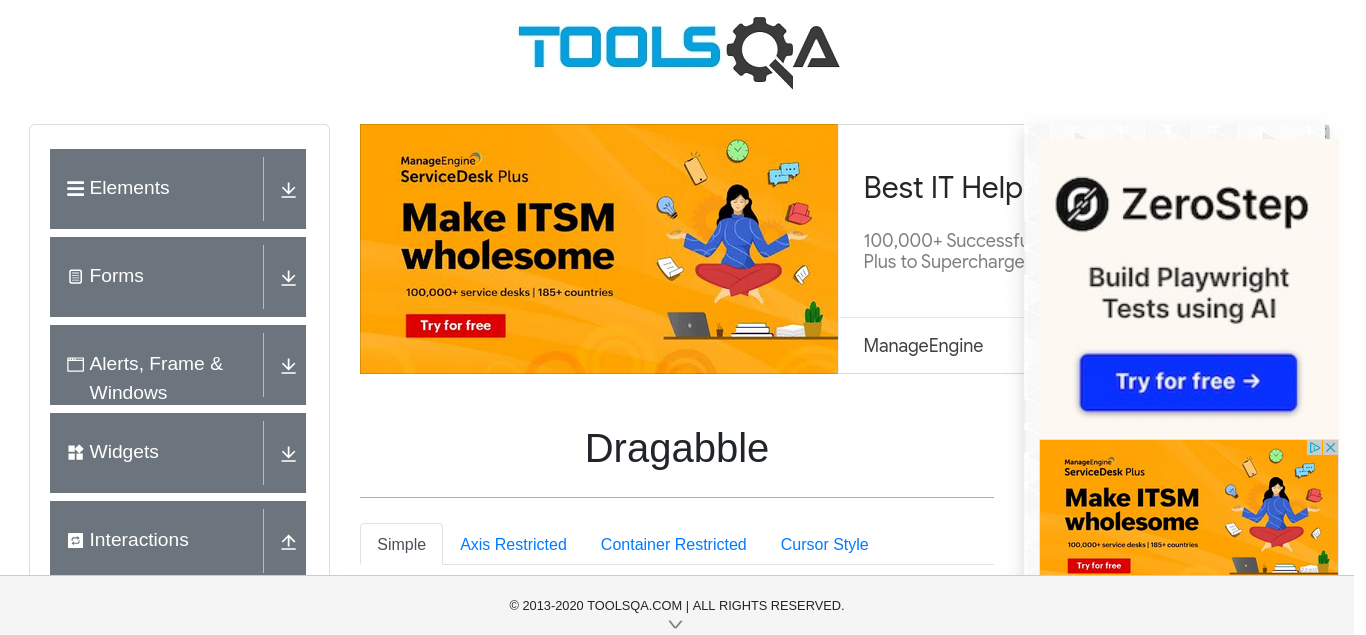 TOOLSQA
Elements
Forms
Alerts, Frame &
Windows
Widgets
Interactions
ManageEngine
ServiceDesk Plus
Make ITSM
wholesome
100,000+ service desks | 185+ countries
Try for free
Best IT Help
100,000+ Successfu
Plus to Supercharge
ManageEngine
ZeroStep
Build Playwright
Tests using AI
Try for free →
ManageEngine
ServiceDesk Plus
Make ITSM
wholesome
100,000+ service desks | 185+ countries
Try for free
Dragabble
Simple
Axis Restricted
Container Restricted
Cursor Style
© 2013-2020 TOOLSQA.COM | ALL RIGHTS RESERVED.